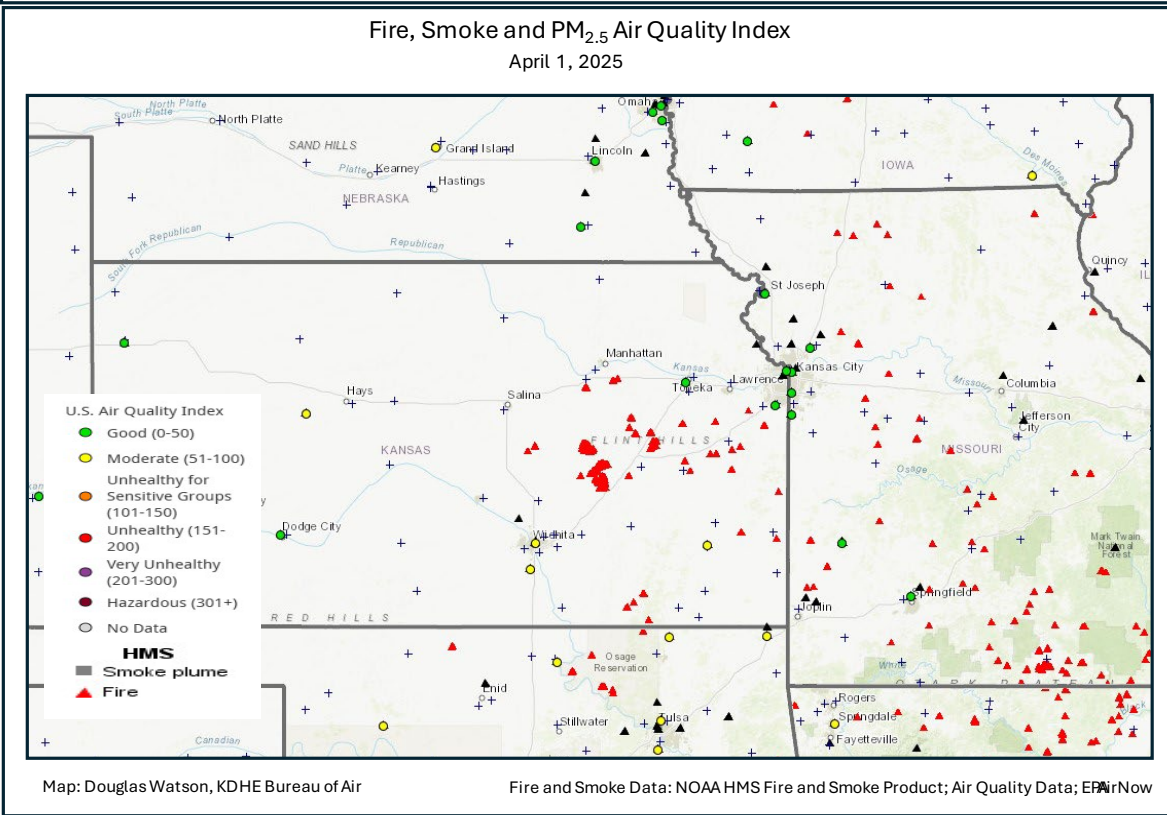 Fire, Smoke and PM2.5 Air Quality Index
April 1, 2025
North Platte
South Platte
North Platte
Omaha
SAND HILLS
Grand Island
Lincoln
Platte
Kearney
Hastings
NEBRASKA
IOWA
Des Moines
South Fork Republican
Republican
Quincy
IL
St Joseph
Manhattan
Kansas
Kansas City
Topeka
Lawrence
Missouri
Columbia
Hays
Salina
Jefferson
City
FLINT HILLS
KANSAS
MISSOURI
Osage
U.S. Air Quality Index
Good (0-50)
Moderate (51-100)
Unhealthy for
Sensitive Groups
(101-150)
Unhealthy (151-
200)
Very Unhealthy
(201-300)
Hazardous (301+)
No Data
HMS
Smoke plume
Fire
Dodge City
Wichita
Mark Twain
National
Forest
Springfield
Joplin
RED HILLS
Osage
Reservation
White
OZARK PLATEAU
Enid
Rogers
Black
Stillwater
Tulsa
Springdale
Fayetteville
Canadian
Map: Douglas Watson, KDHE Bureau of Air
Fire and Smoke Data: NOAA HMS Fire and Smoke Product; Air Quality Data; EPA AirNow